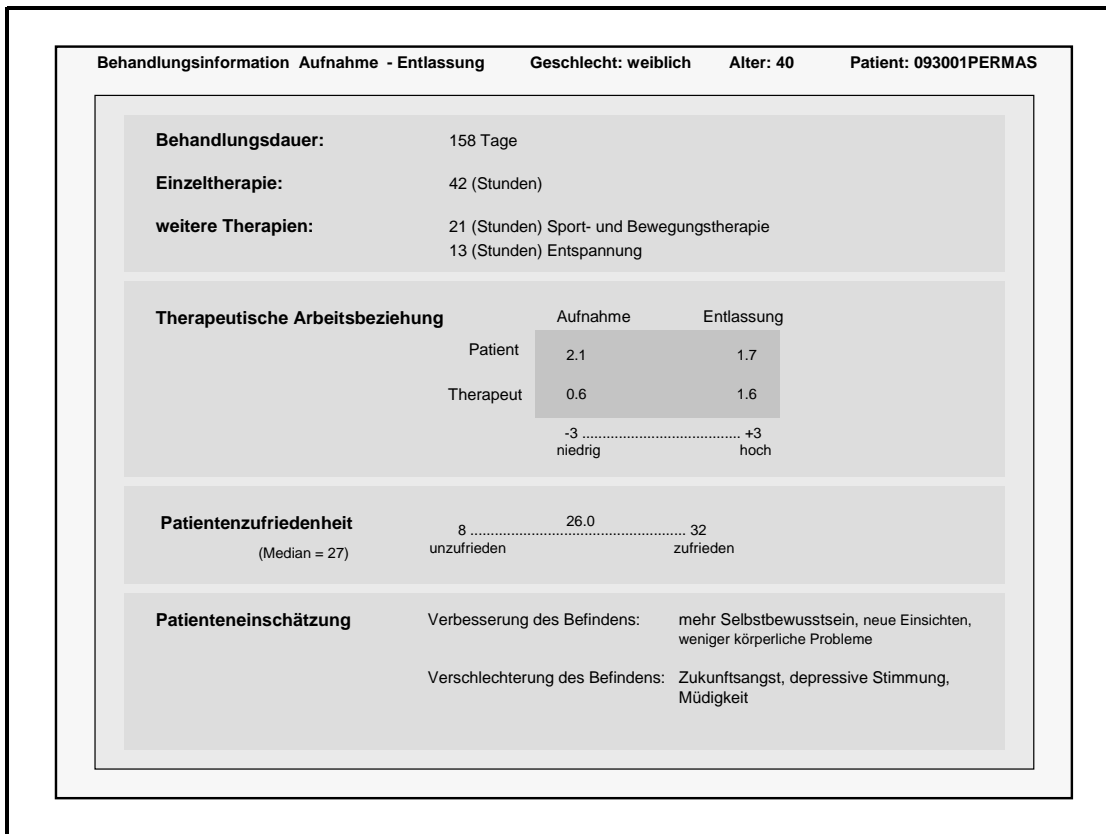 Behandlungsinformation Aufnahme - Entlassung Geschlecht: weiblich Alter: 40 Patient: 093001PERMAS
Behandlungsdauer: 158 Tage
Einzeltherapie: 42 (Stunden)
weitere Therapien: 21 (Stunden) Sport- und Bewegungstherapie
13 (Stunden) Entspannung
Therapeutische Arbeitsbeziehung Aufnahme Entlassung
Patient 2.1 1.7
Therapeut 0.6 1.6
-3 ....................................... +3
niedrig hoch
Patientenzufriedenheit 26.0
8 ..................................................... 32
(Median = 27) unzufrieden zufrieden
Patienteneinschätzung Verbesserung des Befindens: mehr Selbstbewusstsein, neue Einsichten,
weniger körperliche Probleme
Verschlechterung des Befindens: Zukunftsangst, depressive Stimmung,
Müdigkeit